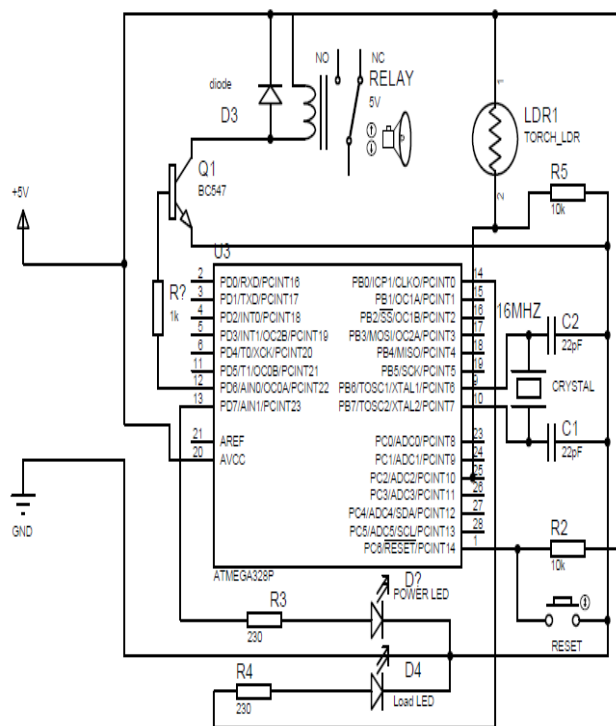 NO
NC
diode
D3
RELAY
5V
LDR1
TORCH_LDR
1
2
Q1
BC547
R5
10k
+5V
U3
R?
1k
2 PD0/RXD/PCINT16
3 PD1/TXD/PCINT17
4 PD2/INT0/PCINT18
5 PD3/INT1/OC2B/PCINT19
6 PD4/T0/XCK/PCINT20
11 PD5/T1/OC0B/PCINT21
12 PD6/AIN0/OC0A/PCINT22
13 PD7/AIN1/PCINT23
21 AREF
20 AVCC
PB0/ICP1/CLKO/PCINT0 14
PB1/OC1A/PCINT1 15
PB2/SS/OC1B/PCINT2 16
PB3/MOSI/OC2A/PCINT3 17
PB4/MISO/PCINT4 18
PB5/SCK/PCINT5 19
PB6/TOSC1/XTAL1/PCINT6 9
PB7/TOSC2/XTAL2/PCINT7 10
PC0/ADC0/PCINT8 23
PC1/ADC1/PCINT9 24
PC2/ADC2/PCINT10 25
PC3/ADC3/PCINT11 26
PC4/ADC4/SDA/PCINT12 27
PC5/ADC5/SCL/PCINT13 28
PC6/RESET/PCINT14 1
ATMEGA328P
16MHZ
C2
22pF
CRYSTAL
C1
22pF
GND
R2
10k
RESET
D?
POWER LED
R3
230
D4
Load LED
R4
230